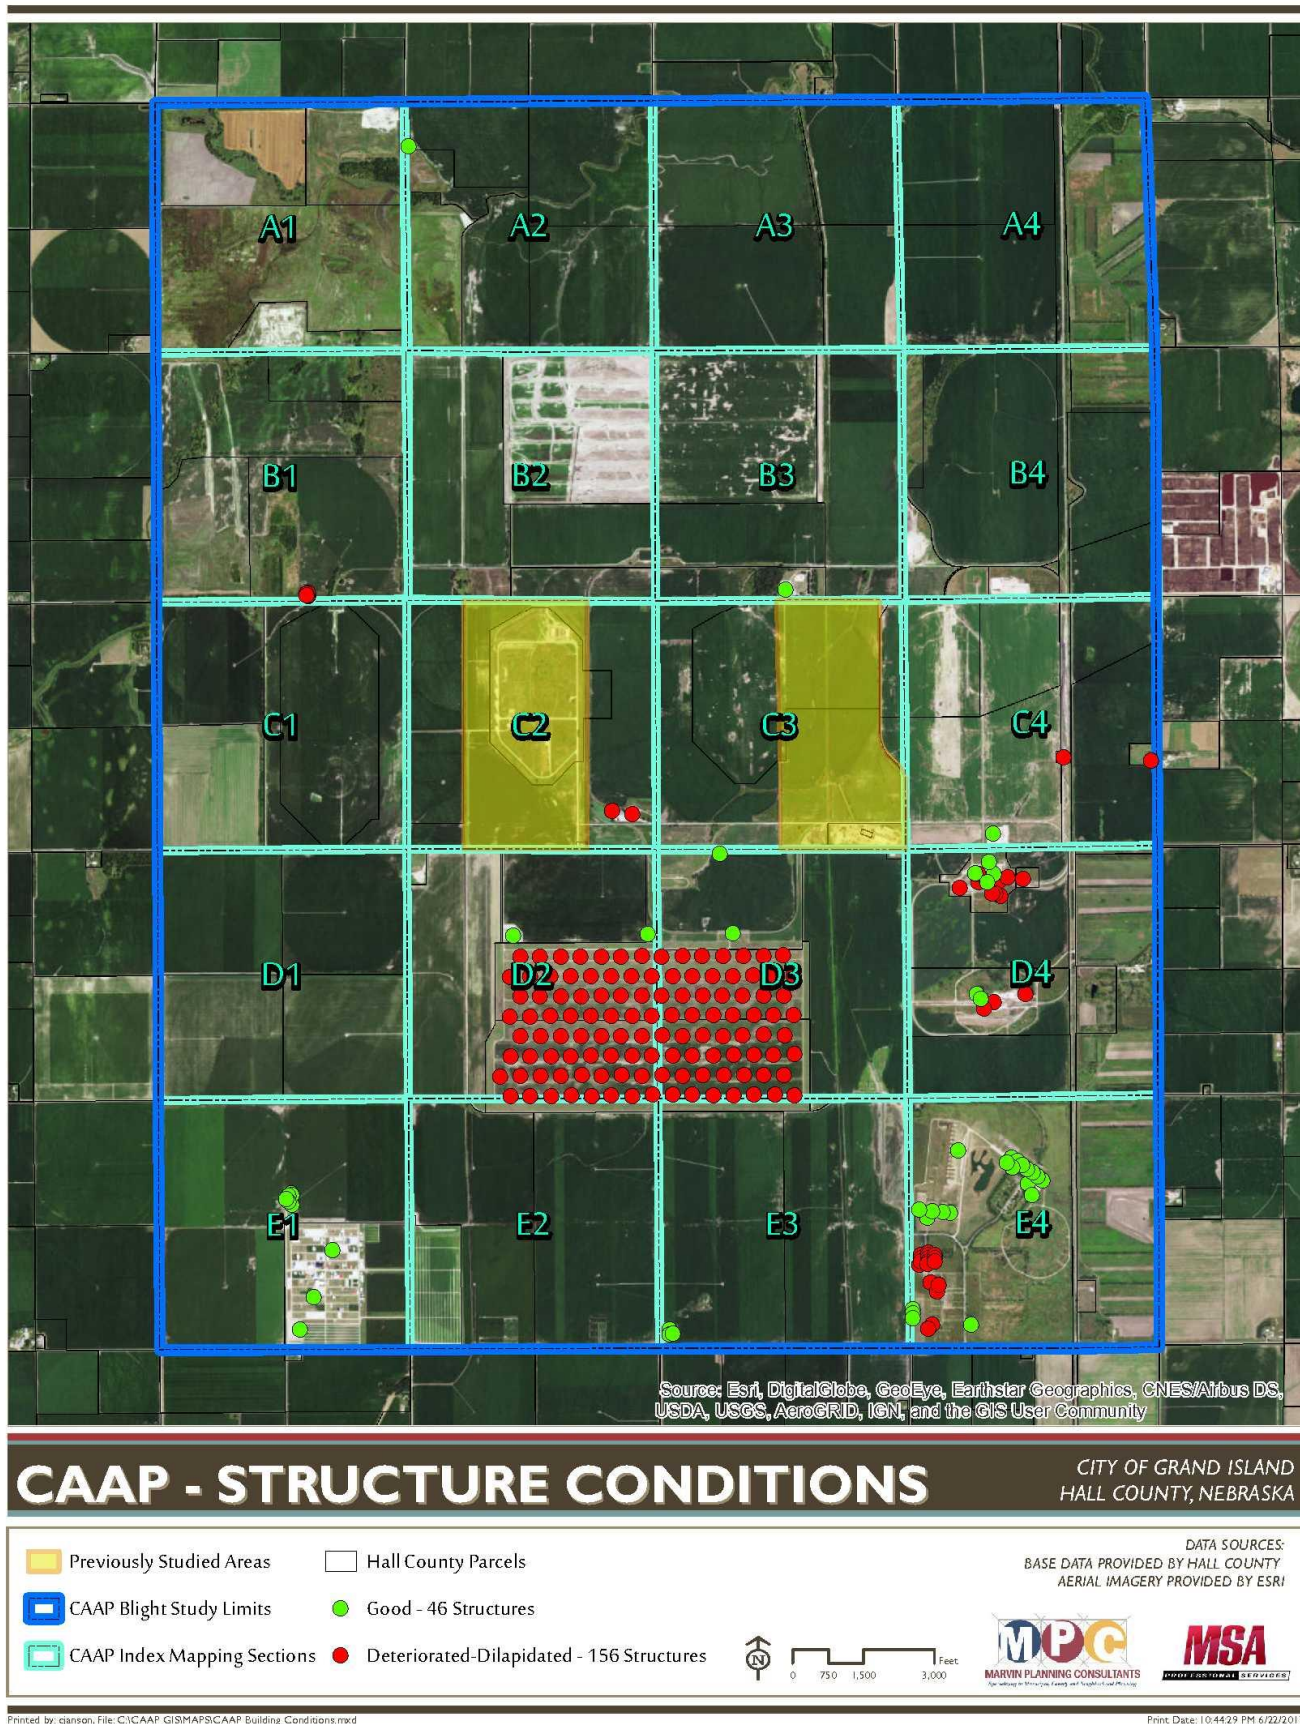 A1
A2
A3
A4
B1
B2
B3
B4
C1
C2
C3
C4
D1
D2
D3
D4
E1
E2
E3
E4
Source: Esri, DigitalGlobe, GeoEye, Earthstar Geographics, CNES/Airbus DS,
USDA, USGS, AeroGRID, IGN, and the GIS User Community
CAAP - STRUCTURE CONDITIONS
CITY OF GRAND ISLAND
HALL COUNTY, NEBRASKA
Previously Studied Areas
CAAP Blight Study Limits
CAAP Index Mapping Sections
Hall County Parcels
Good - 46 Structures
Deteriorated-Dilapidated - 156 Structures
N
Feet
0 750 1,500 3,000
DATA SOURCES:
BASE DATA PROVIDED BY HALL COUNTY
AERIAL IMAGERY PROVIDED BY ESRI
MPC
MARVIN PLANNING CONSULTANTS
MSA
PROFESSIONAL SERVICES
Printed by: cjanson, File: C:\CAAP GIS\MAPS\CAAP Building Conditions.mxd
Print Date: 10:44:29 PM 6/22/201